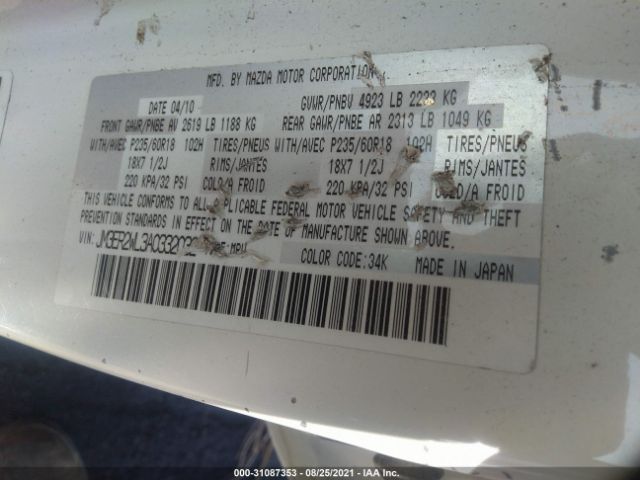 MFD. BY MAZDA MOTOR CORPORATION
DATE 04/10 GVWR/PNBV 4923 LB 2233 KG
FRONT GAWR/PNBE AV 2619 LB 1188 KG REAR GAWR/PNBE AR 2313 LB 1049 KG
WITH/AVEC P235/60R18 102H TIRES/PNEUS WITH/AVEC P235/60R18 102H TIRES/PNEUS
18X7 1/2J RIMS/JANTES 18X7 1/2J RIMS/JANTES
220 KPA/32 PSI COLD/A FROID 220 KPA/32 PSI COLD/A FROID
THIS VEHICLE CONFORMS TO ALL APPLICABLE FEDERAL MOTOR VEHICLE SAFETY AND THEFT
PREVENTION STANDARDS IN EFFECT ON THE DATE OF MANUFACTURE SHOWN ABOVE.
VIN: MPV
COLOR CODE:34K MADE IN JAPAN
000-31087353 - 08/25/2021 - IAA Inc.